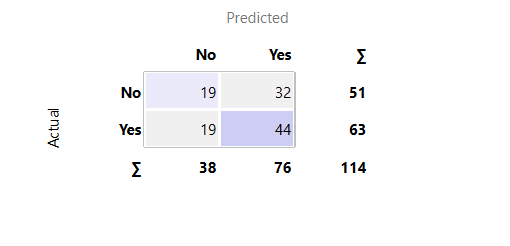 Predicted
No Yes ∑
No 19 32 51
Actual
Yes 19 44 63
∑ 38 76 114